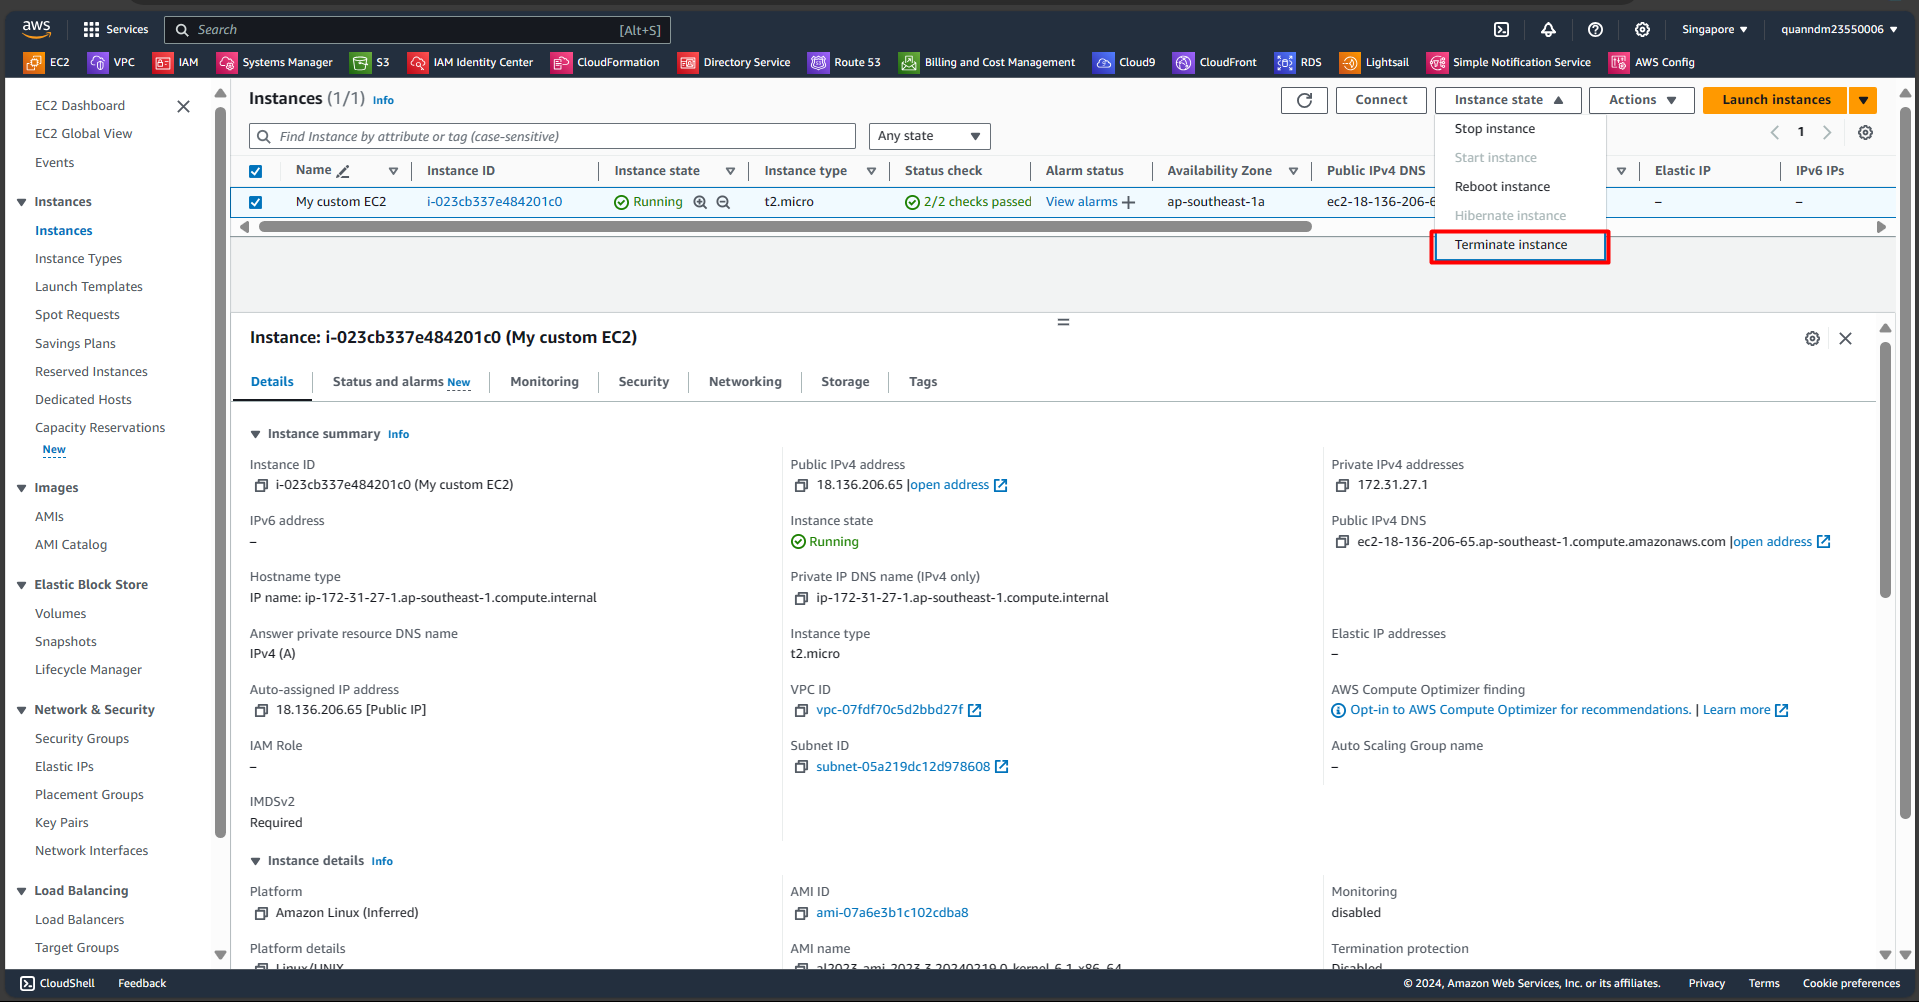 aws
Services
Search
[Alt+S]
Singapore
quanndm23550006
EC2
VPC
IAM
Systems Manager
S3
IAM Identity Center
CloudFormation
Directory Service
Route 53
Billing and Cost Management
Cloud9
CloudFront
RDS
Lightsail
Simple Notification Service
AWS Config
EC2 Dashboard
EC2 Global View
Events
Instances
Instances
Instance Types
Launch Templates
Spot Requests
Savings Plans
Reserved Instances
Dedicated Hosts
Capacity Reservations
New
Images
AMIs
AMI Catalog
Elastic Block Store
Volumes
Snapshots
Lifecycle Manager
Network & Security
Security Groups
Elastic IPs
Placement Groups
Key Pairs
Network Interfaces
Load Balancing
Load Balancers
Target Groups
Instances (1/1) Info
Connect
Instance state
Actions
Launch instances
Find Instance by attribute or tag (case-sensitive)
Any state
1
Stop instance
Start instance
Reboot instance
Hibernate instance
Terminate instance
Name
Instance ID
Instance state
Instance type
Status check
Alarm status
Availability Zone
Public IPv4 DNS
Elastic IP
IPv6 IPs
My custom EC2
i-023cb337e484201c0
Running
t2.micro
2/2 checks passed
View alarms
ap-southeast-1a
ec2-18-136-206-6
–
–
Instance: i-023cb337e484201c0 (My custom EC2)
Details
Status and alarms New
Monitoring
Security
Networking
Storage
Tags
Instance summary Info
Instance ID
i-023cb337e484201c0 (My custom EC2)
Public IPv4 address
18.136.206.65 |open address
Private IPv4 addresses
172.31.27.1
IPv6 address
–
Instance state
Running
Public IPv4 DNS
ec2-18-136-206-65.ap-southeast-1.compute.amazonaws.com |open address
Hostname type
IP name: ip-172-31-27-1.ap-southeast-1.compute.internal
Private IP DNS name (IPv4 only)
ip-172-31-27-1.ap-southeast-1.compute.internal
Answer private resource DNS name
IPv4 (A)
Instance type
t2.micro
Elastic IP addresses
–
Auto-assigned IP address
18.136.206.65 [Public IP]
VPC ID
vpc-07fdf70c5d2bbd27f
AWS Compute Optimizer finding
Opt-in to AWS Compute Optimizer for recommendations. | Learn more
IAM Role
–
Subnet ID
subnet-05a219dc12d978608
Auto Scaling Group name
–
IMDSv2
Required
Instance details Info
Platform
Amazon Linux (Inferred)
AMI ID
ami-07a6e3b1c102cdba8
Monitoring
disabled
Platform details
Linux/UNIX
AMI name
al2023-ami-2023.3.20240219.0-kernel-6.1-x86_64
Termination protection
Disabled
CloudShell
Feedback
© 2024, Amazon Web Services, Inc. or its affiliates.
Privacy
Terms
Cookie preferences